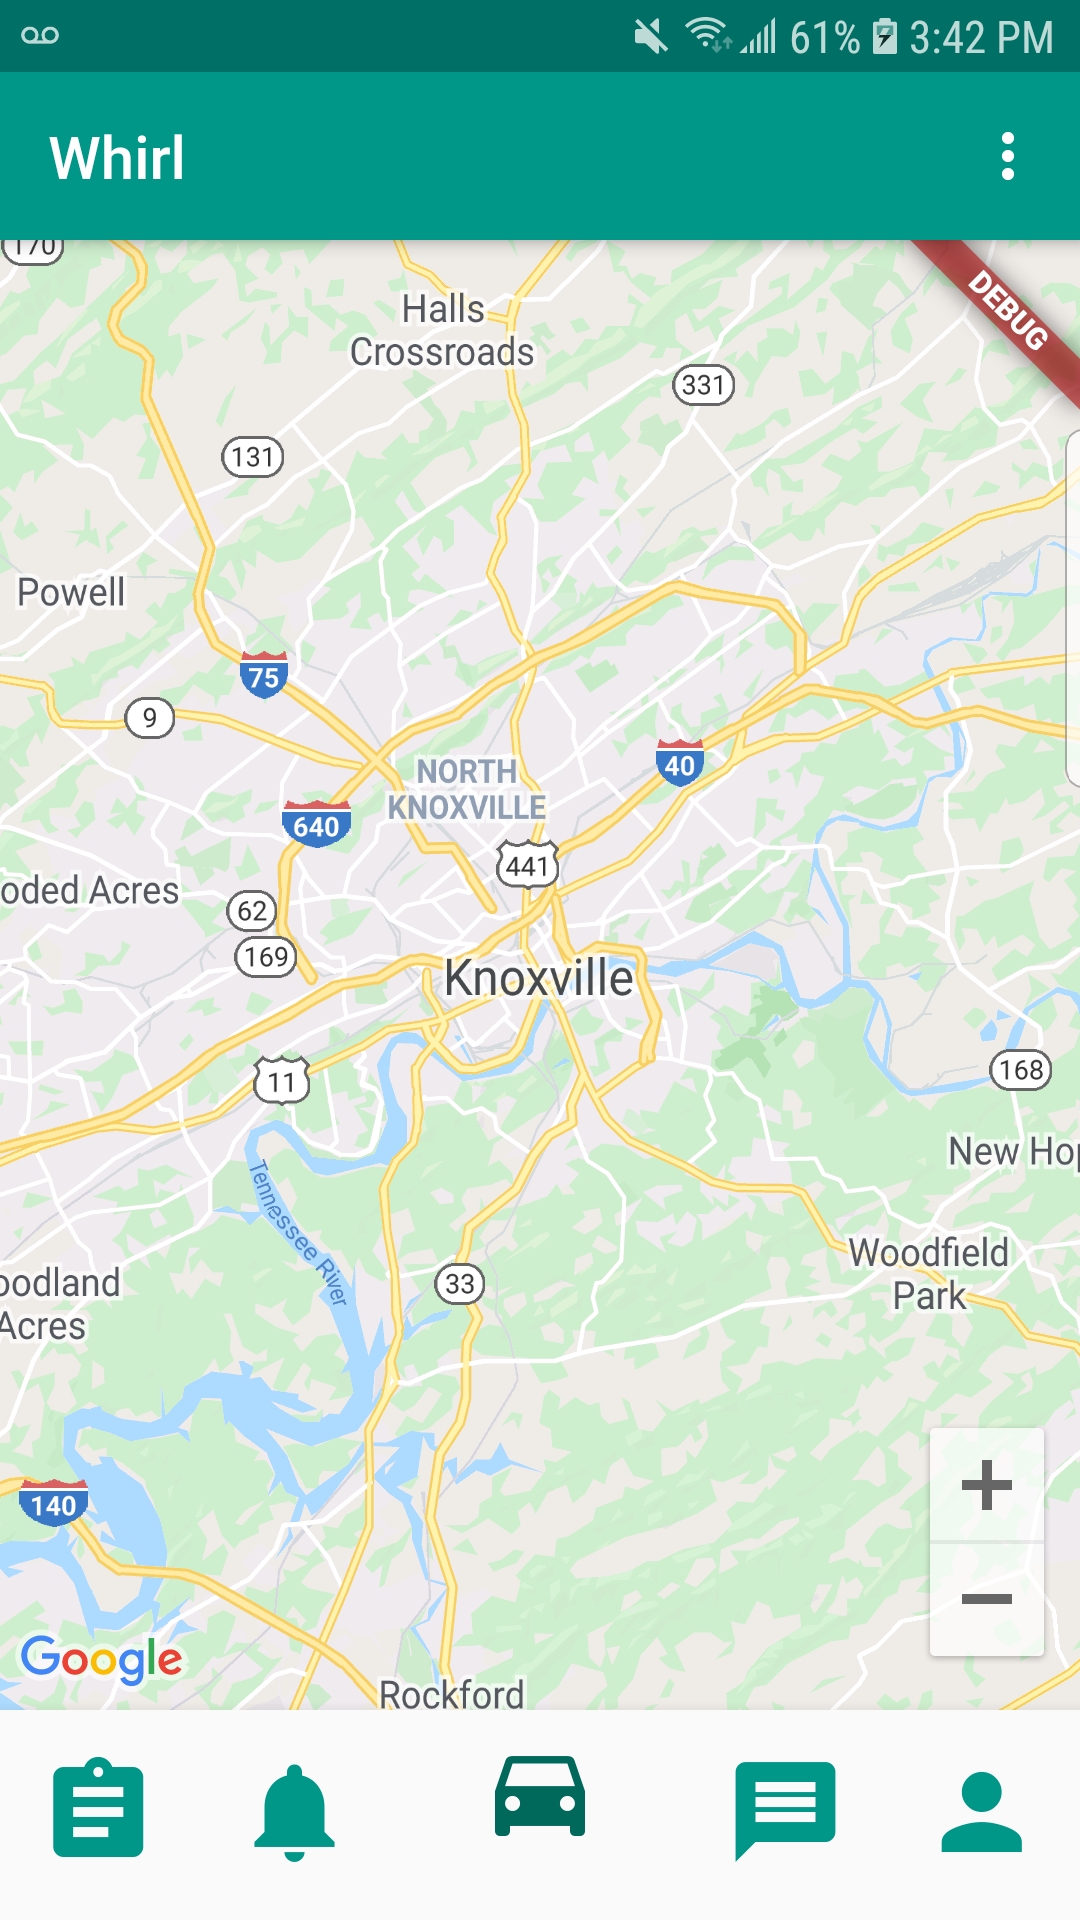 61% 3:42 PM
Whirl
170
DEBUG
Halls
Crossroads
331
131
Powell
75
9
40
NORTH
KNOXVILLE
640
441
oded Acres
62
169
Knoxville
11
168
New Hop
Tennessee River
Woodfield
Park
oodland
Acres
33
140
Google
Rockford